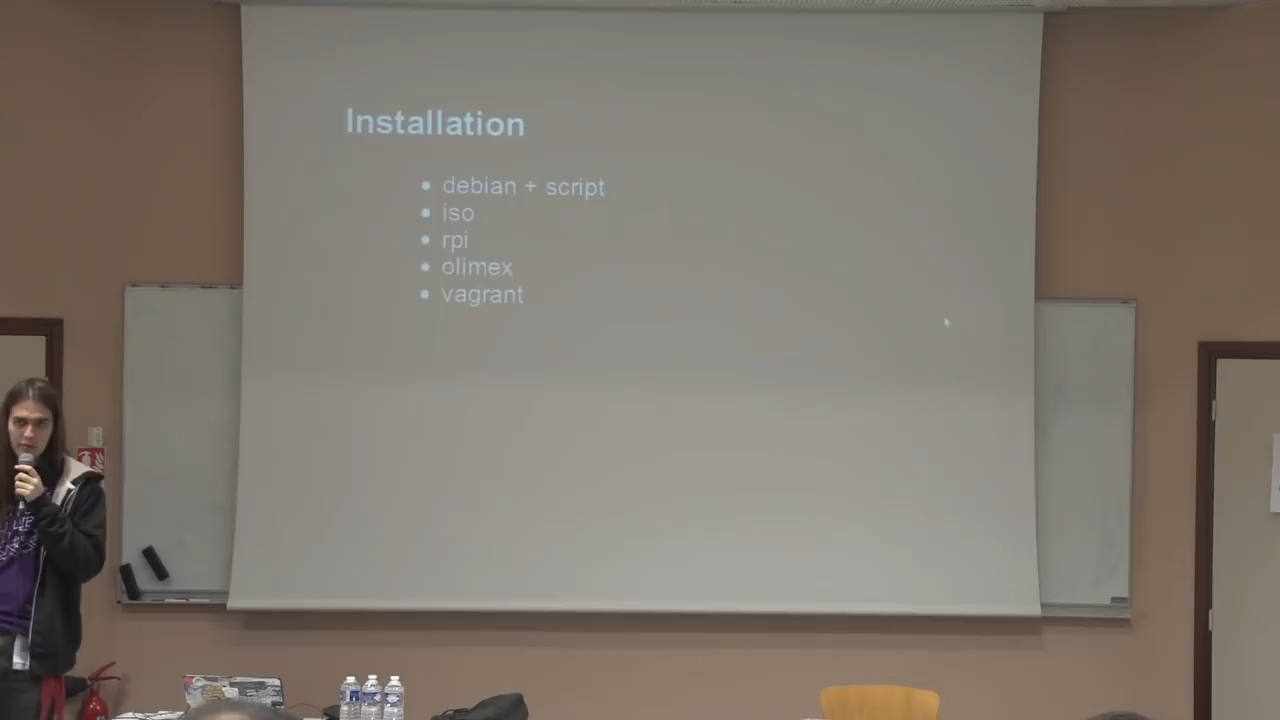 Installation
debian + script
iso
rpi
olimex
vagrant